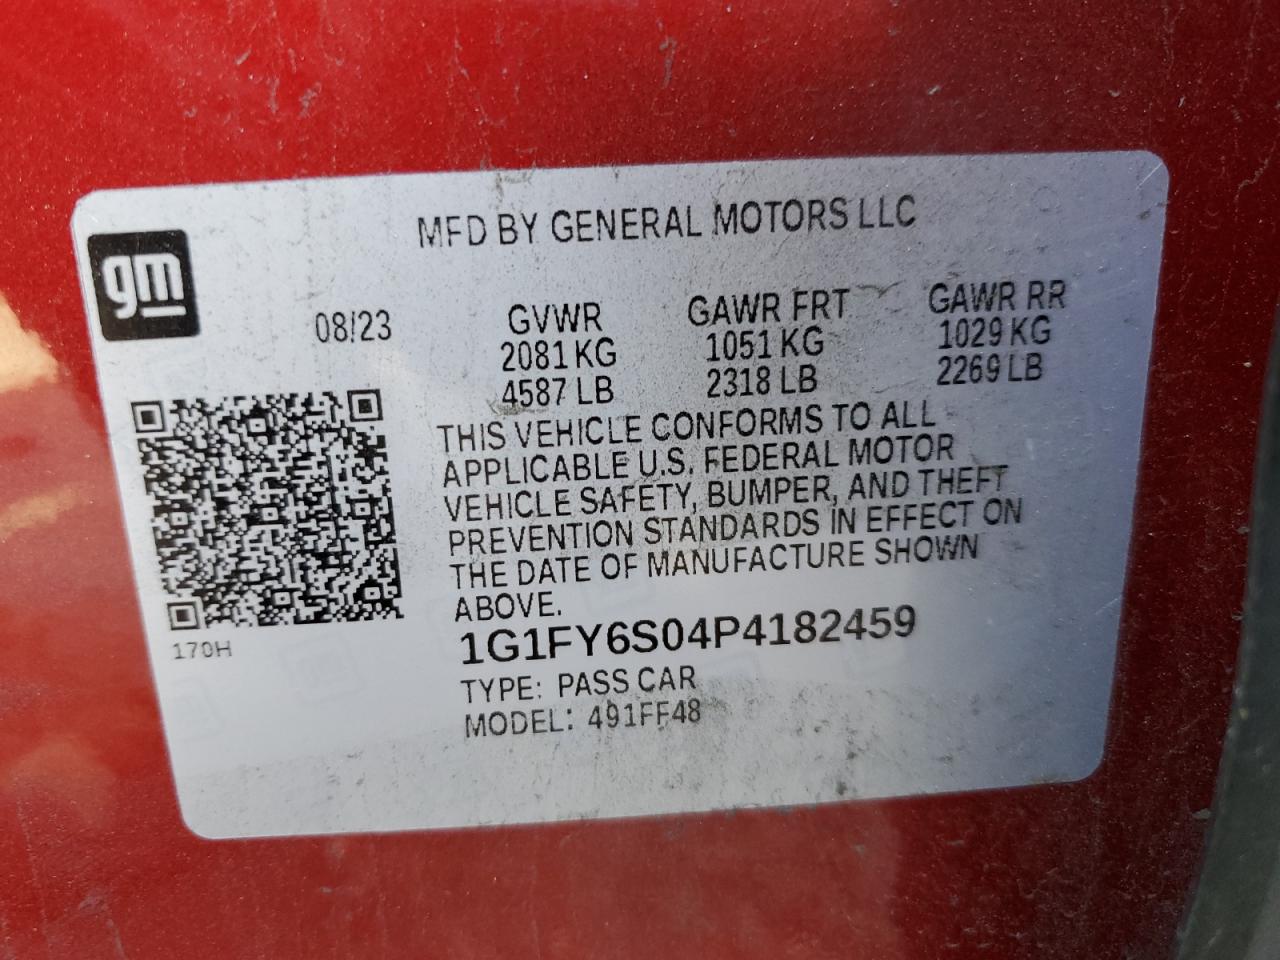 MFD BY GENERAL MOTORS LLC
gm
08/23
GVWR GAWR FRT GAWR RR
2081 KG 1051 KG 1029 KG
4587 LB 2318 LB 2269 LB
THIS VEHICLE CONFORMS TO ALL
APPLICABLE U.S. FEDERAL MOTOR
VEHICLE SAFETY, BUMPER, AND THEFT
PREVENTION STANDARDS IN EFFECT ON
THE DATE OF MANUFACTURE SHOWN
ABOVE.
170H
1G1FY6S04P4182459
TYPE: PASS CAR
MODEL: 491FF48